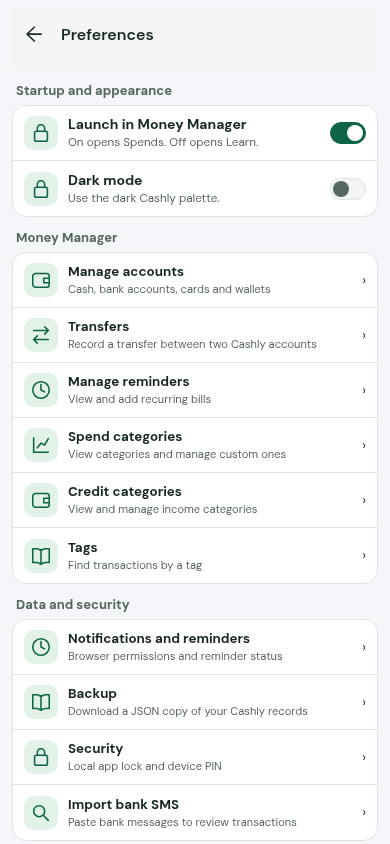 Preferences
Startup and appearance
Launch in Money Manager
On opens Spends. Off opens Learn.
Dark mode
Use the dark Cashly palette.
Money Manager
Manage accounts
Cash, bank accounts, cards and wallets
Transfers
Record a transfer between two Cashly accounts
Manage reminders
View and add recurring bills
Spend categories
View categories and manage custom ones
Credit categories
View and manage income categories
Tags
Find transactions by a tag
Data and security
Notifications and reminders
Browser permissions and reminder status
Backup
Download a JSON copy of your Cashly records
Security
Local app lock and device PIN
Import bank SMS
Paste bank messages to review transactions